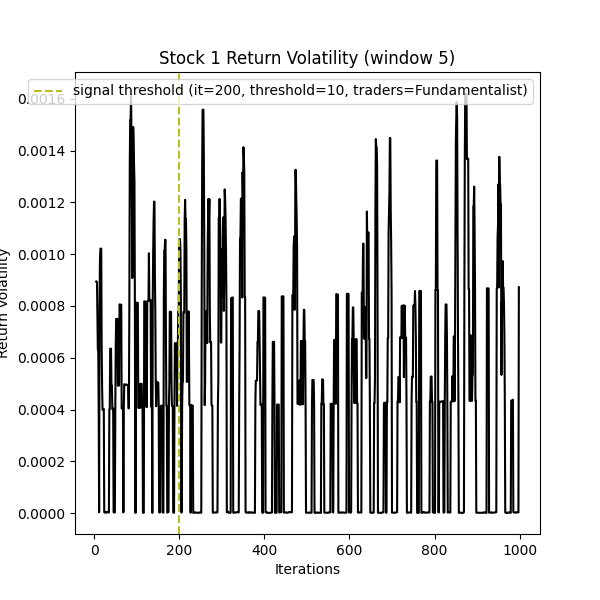 Stock 1 Return Volatility (window 5)
signal threshold (it=200, threshold=10, traders=Fundamentalist)
0.0016
0.0014
0.0012
0.0010
0.0008
0.0006
0.0004
0.0002
0.0000
Return Volatility
0 200 400 600 800 1000
Iterations